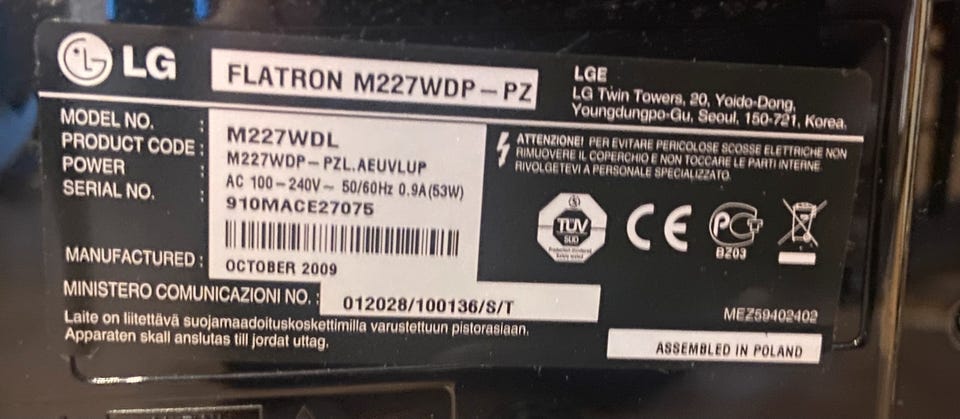 LG
FLATRON M227WDP-PZ
LGE
LG Twin Towers, 20, Yoido-Dong,
Youngdungpo-Gu, Seoul, 150-721, Korea.
MODEL NO. : M227WDL
PRODUCT CODE : M227WDP-PZL.AEUVLUP
POWER : AC 100-240V~ 50/60Hz 0.9A(53W)
SERIAL NO. : 910MACE27075
MANUFACTURED : OCTOBER 2009
ATTENZIONE! PER EVITARE PERICOLOSE SCOSSE ELETTRICHE NON
RIMUOVERE IL COPERCHIO E NON TOCCARE LE PARTI INTERNE.
RIVOLGETEVI A PERSONALE SPECIALIZZATO.
TÜV
SÜD
CE
PCT
B203
MINISTERO COMUNICAZIONI NO. : 012028/100136/S/T
Laite on liitettävä suojamaadoituskoskettimilla varustettuun pistorasiaan.
Apparaten skall anslutas till jordat uttag.
MEZ59402402
ASSEMBLED IN POLAND